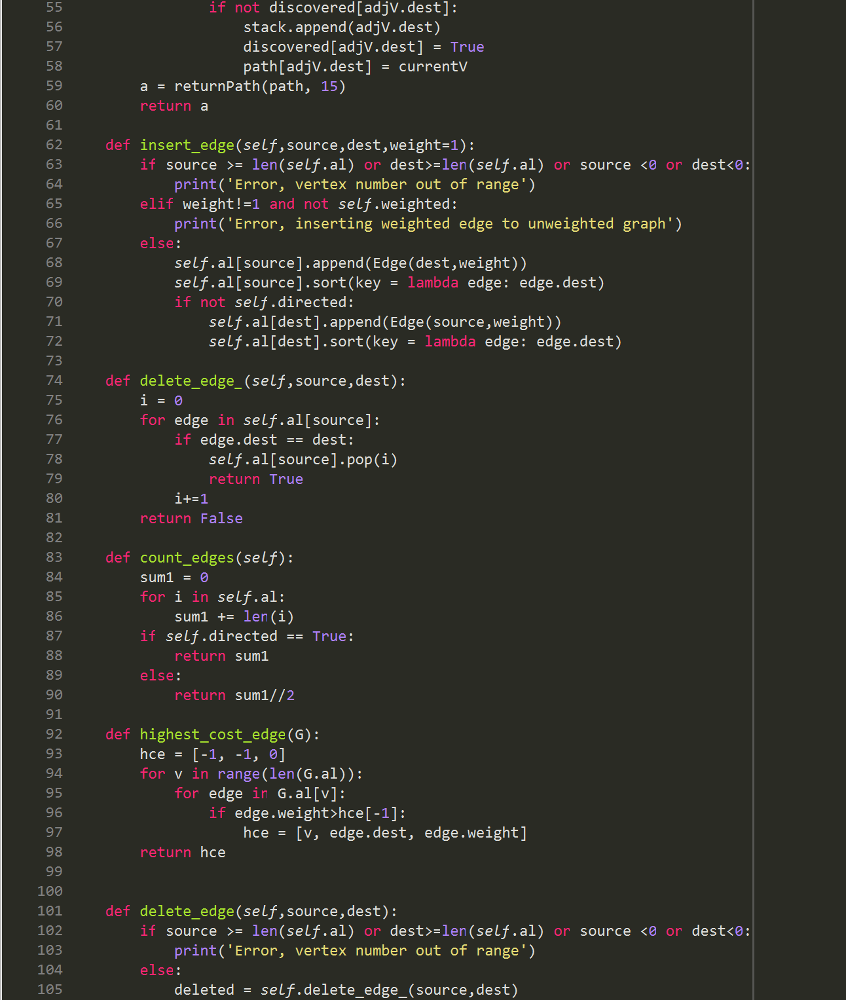 55                 if not discovered[adjV.dest]:
56                     stack.append(adjV.dest)
57                     discovered[adjV.dest] = True
58                     path[adjV.dest] = currentV
59         a = returnPath(path, 15)
60         return a
61
62     def insert_edge(self,source,dest,weight=1):
63         if source >= len(self.al) or dest>=len(self.al) or source <0 or dest<0:
64             print('Error, vertex number out of range')
65         elif weight!=1 and not self.weighted:
66             print('Error, inserting weighted edge to unweighted graph')
67         else:
68             self.al[source].append(Edge(dest,weight))
69             self.al[source].sort(key = lambda edge: edge.dest)
70             if not self.directed:
71                 self.al[dest].append(Edge(source,weight))
72                 self.al[dest].sort(key = lambda edge: edge.dest)
73
74     def delete_edge_(self,source,dest):
75         i = 0
76         for edge in self.al[source]:
77             if edge.dest == dest:
78                 self.al[source].pop(i)
79                 return True
80             i+=1
81         return False
82
83     def count_edges(self):
84         sum1 = 0
85         for i in self.al:
86             sum1 += len(i)
87         if self.directed == True:
88             return sum1
89         else:
90             return sum1//2
91
92     def highest_cost_edge(G):
93         hce = [-1, -1, 0]
94         for v in range(len(G.al)):
95             for edge in G.al[v]:
96                 if edge.weight>hce[-1]:
97                     hce = [v, edge.dest, edge.weight]
98         return hce
99
100
101     def delete_edge(self,source,dest):
102         if source >= len(self.al) or dest>=len(self.al) or source <0 or dest<0:
103             print('Error, vertex number out of range')
104         else:
105             deleted = self.delete_edge_(source,dest)